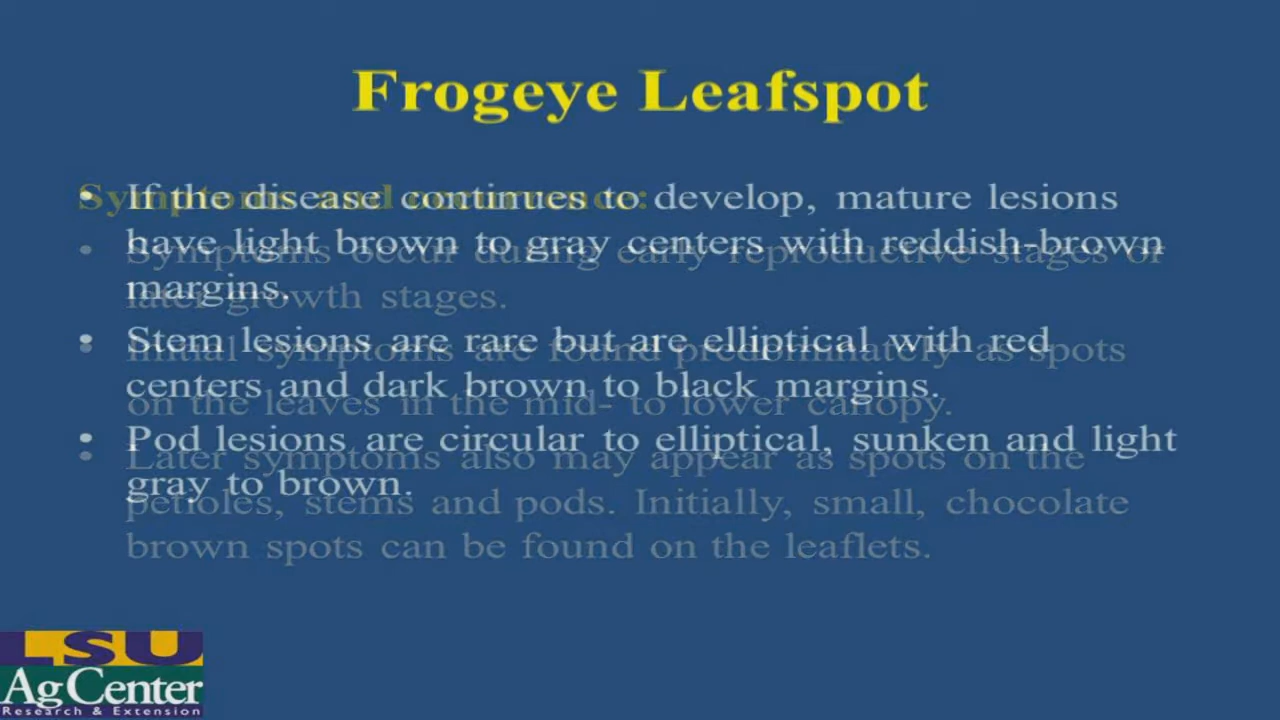 Frogeye Leafspot
• If the disease continues to develop, mature lesions
have light brown to gray centers with reddish-brown
margins.
• Stem lesions are rare but are elliptical with red
centers and dark brown to black margins.
• Pod lesions are circular to elliptical, sunken and light
gray to brown.
Symptoms and occurrence:
• Symptoms occur during early reproductive stages or
later growth stages.
• Initial symptoms are found predominately as spots
on the leaves in the mid- to lower canopy.
• Later symptoms also may appear as spots on the
petioles, stems and pods. Initially, small, chocolate
brown spots can be found on the leaflets.
LSU
AgCenter
Research & Extension